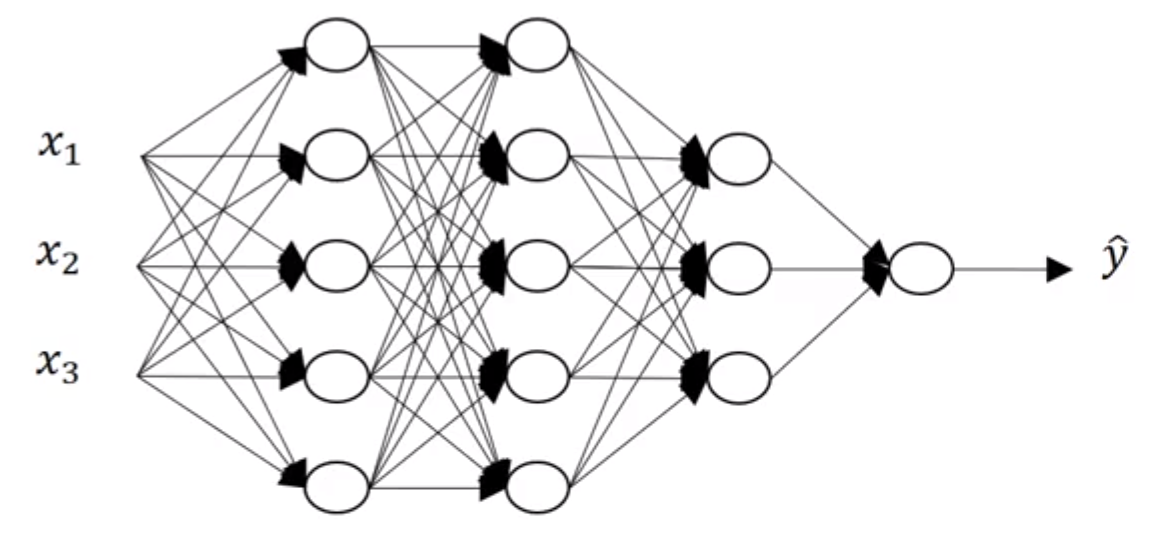 x₁
x₂
ŷ
x₃